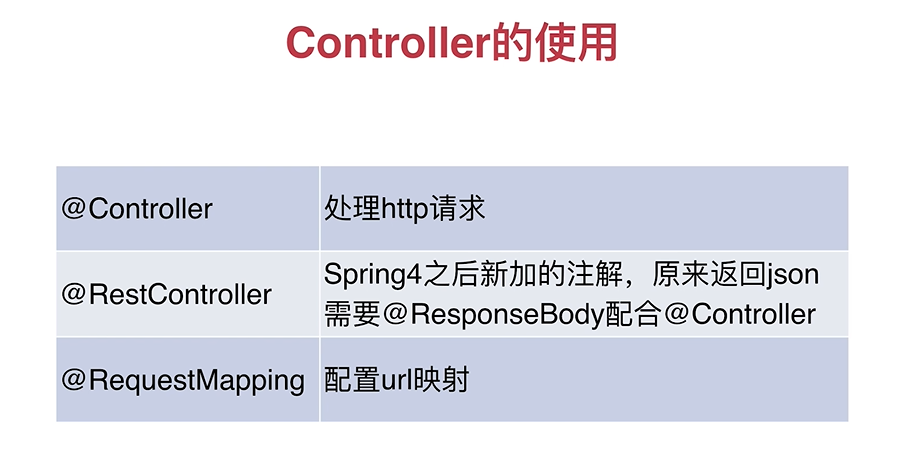 Controller的使用
@Controller
处理http请求
@RestController
Spring4之后新加的注解，原来返回json
需要@ResponseBody配合@Controller
@RequestMapping
配置url映射